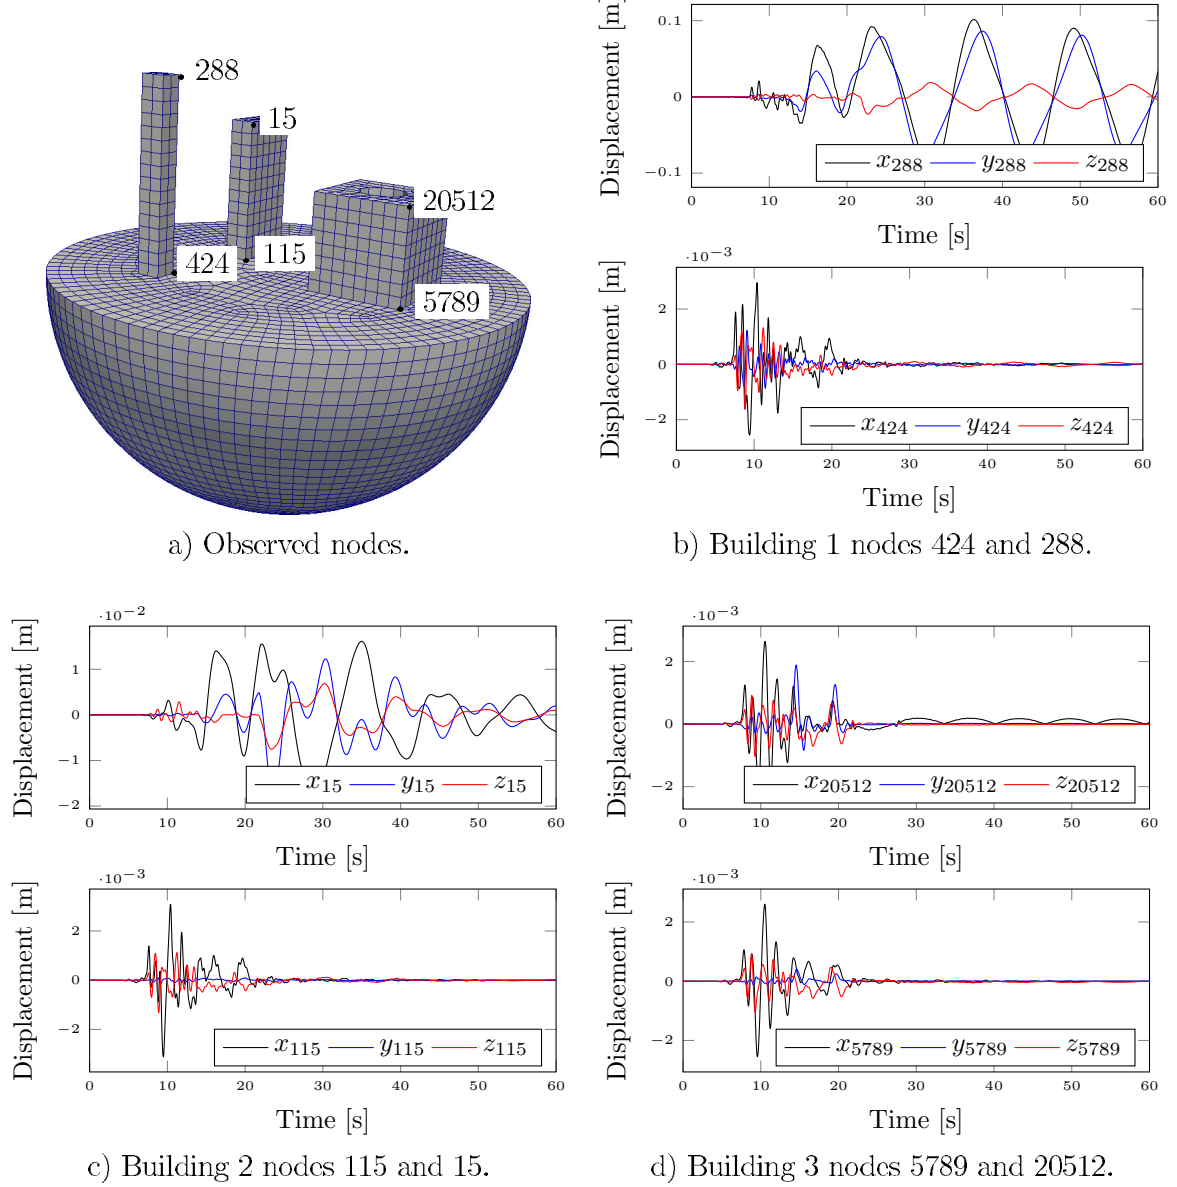 288
15
20512
424
115
5789
a) Observed nodes.
Displacement [m]
0.1
0
−0.1
x288 y288 z288
0 10 20 30 40 50 60
Time [s]
·10−3
Displacement [m]
2
0
−2
x424 y424 z424
0 10 20 30 40 50 60
Time [s]
b) Building 1 nodes 424 and 288.
·10−2
Displacement [m]
1
0
−1
−2
x15 y15 z15
0 10 20 30 40 50 60
Time [s]
·10−3
Displacement [m]
2
0
−2
x115 y115 z115
0 10 20 30 40 50 60
Time [s]
c) Building 2 nodes 115 and 15.
·10−3
Displacement [m]
2
0
−2
x20512 y20512 z20512
0 10 20 30 40 50 60
Time [s]
·10−3
Displacement [m]
2
0
−2
x5789 y5789 z5789
0 10 20 30 40 50 60
Time [s]
d) Building 3 nodes 5789 and 20512.